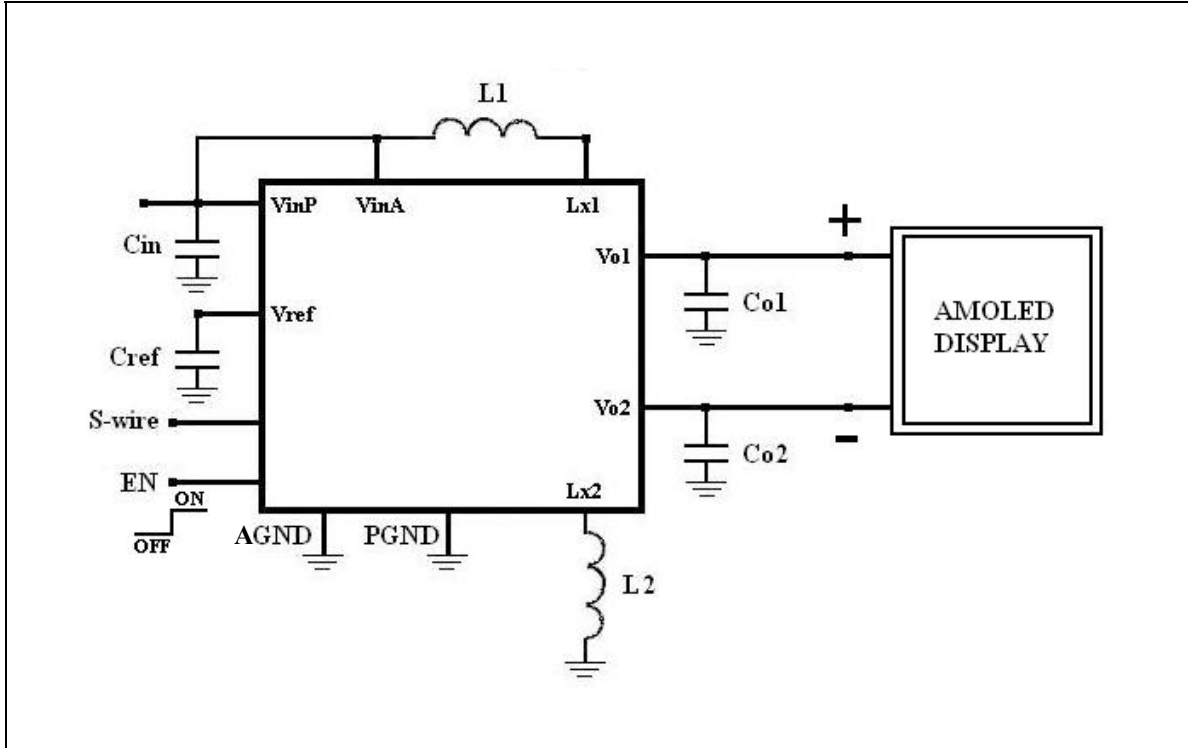 L1
VinP
VinA
Lx1
Cin
Vo1
+
Co1
AMOLED
DISPLAY
Vref
Cref
S-wire
Vo2
-
Co2
EN
ON
OFF
Lx2
AGND
PGND
L2